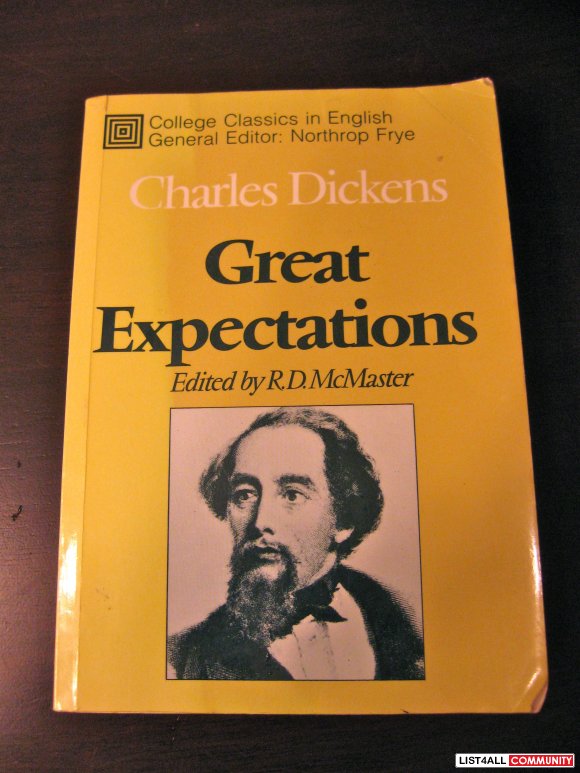 College Classics in English
General Editor: Northrop Frye
Charles Dickens
Great
Expectations
Edited by R.D. McMaster
LIST4ALL COMMUNITY